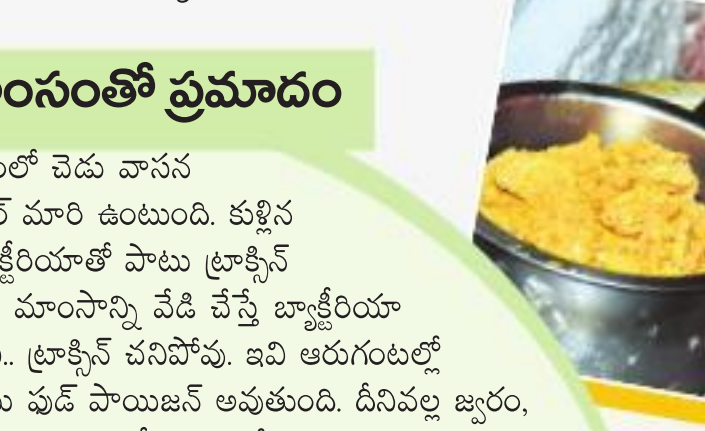 ప్రమాదం
చెడు వాసన
మారి ఉంటుంది. కుళ్లిన
పాటు ట్రాక్సిన్
మాంసాన్ని వేడి చేస్తే బ్యాక్టీరియా
.. ట్రాక్సిన్ చనిపోవు. ఇవి ఆరుగంటల్లో
ఫుడ్ పాయిజన్ అవుతుంది. దీనివల్ల జ్వరం,